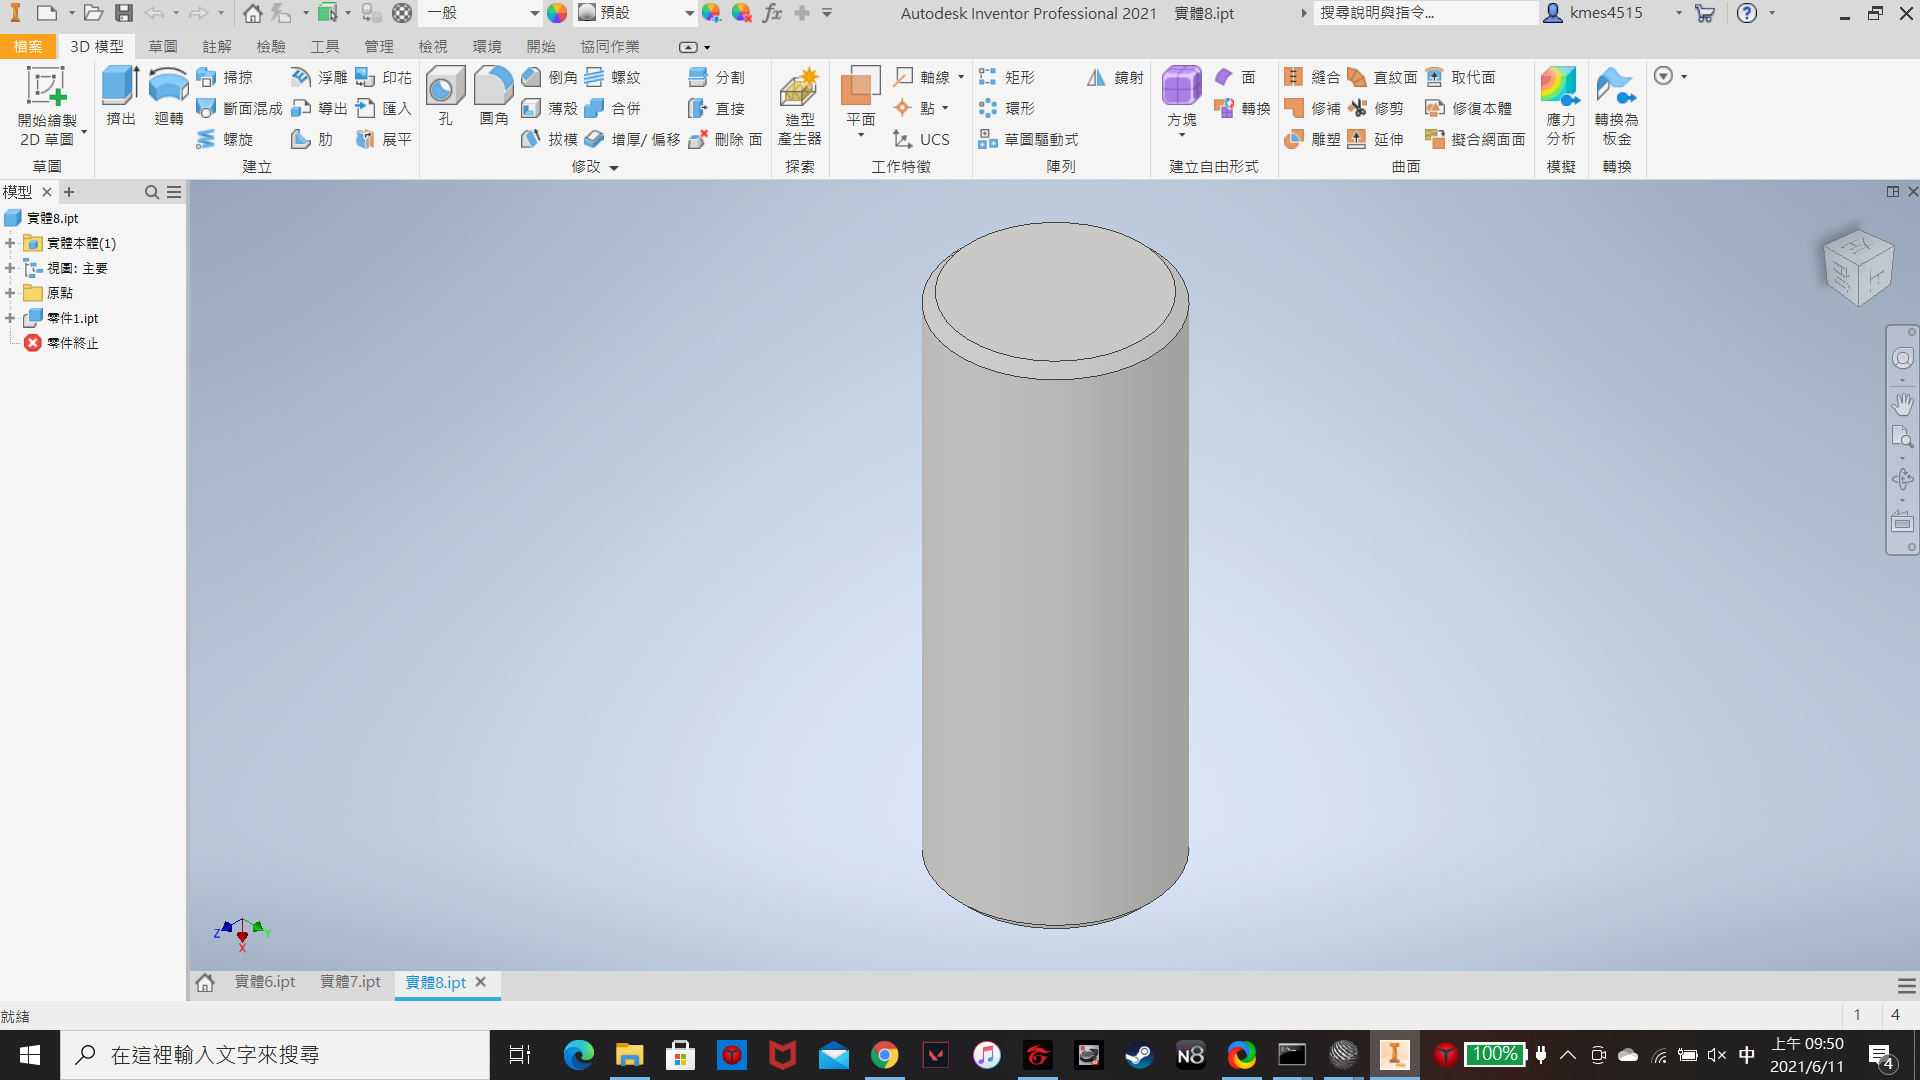 一般
預設
Autodesk Inventor Professional 2021 實體8.ipt
搜尋說明與指令...
kmes4515
檔案 3D 模型 草圖 註解 檢驗 工具 管理 檢視 環境 開始 協同作業
開始繪製
2D 草圖
草圖
擠出
迴轉
掃掠
斷面混成
螺旋
浮雕
導出
肋
印花
匯入
展平
建立
孔
圓角
倒角
薄殼
拔模
螺紋
合併
增厚/ 偏移
分割
直接
刪除 面
修改
造型
產生器
探索
平面
軸線
點
UCS
工作特徵
矩形
環形
草圖驅動式
鏡射
陣列
方塊
面
轉換
建立自由形式
縫合
修補
雕塑
直紋面
修剪
延伸
取代面
修復本體
擬合網面面
曲面
應力
分析
模擬
轉換為
板金
轉換
模型
實體8.ipt
實體本體(1)
視圖: 主要
原點
零件1.ipt
零件終止
Z
Y
X
實體6.ipt 實體7.ipt 實體8.ipt
就緒
1 4
在這裡輸入文字來搜尋
N8
100%
中
上午 09:50
2021/6/11
4